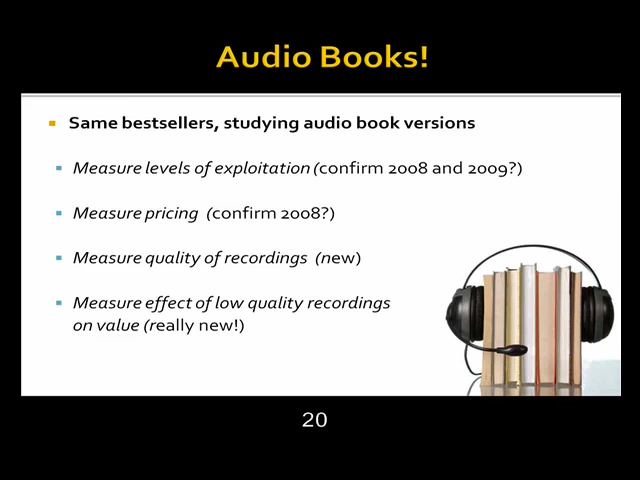 Audio Books!
Same bestsellers, studying audio book versions
Measure levels of exploitation (confirm 2008 and 2009?)
Measure pricing (confirm 2008?)
Measure quality of recordings (new)
Measure effect of low quality recordings
on value (really new!)
20